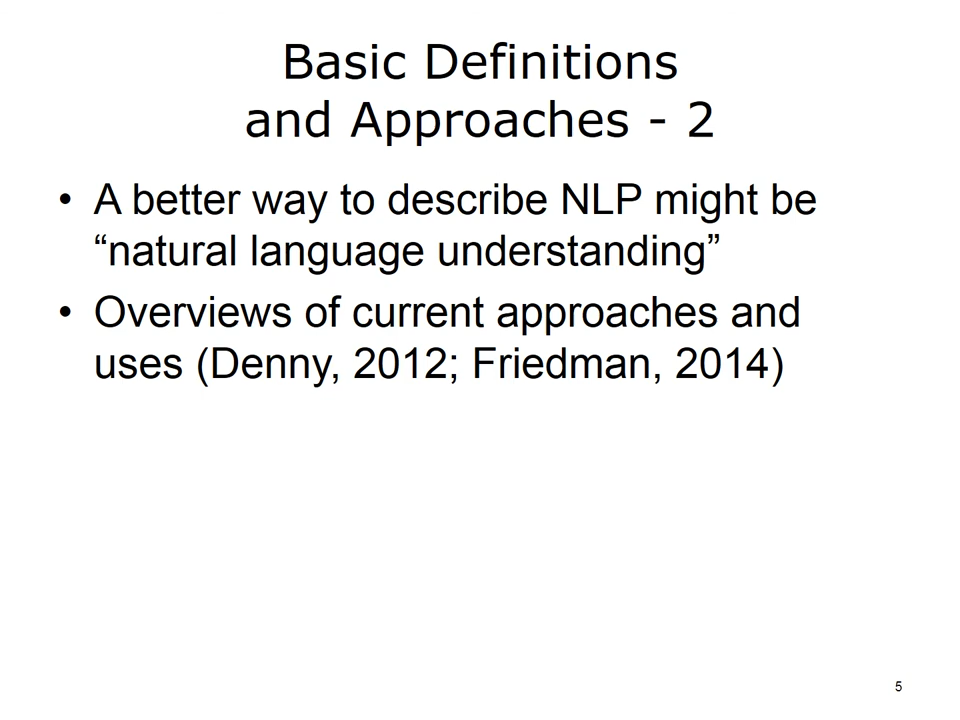 Basic Definitions
and Approaches - 2
• A better way to describe NLP might be
“natural language understanding”
• Overviews of current approaches and
uses (Denny, 2012; Friedman, 2014)
5